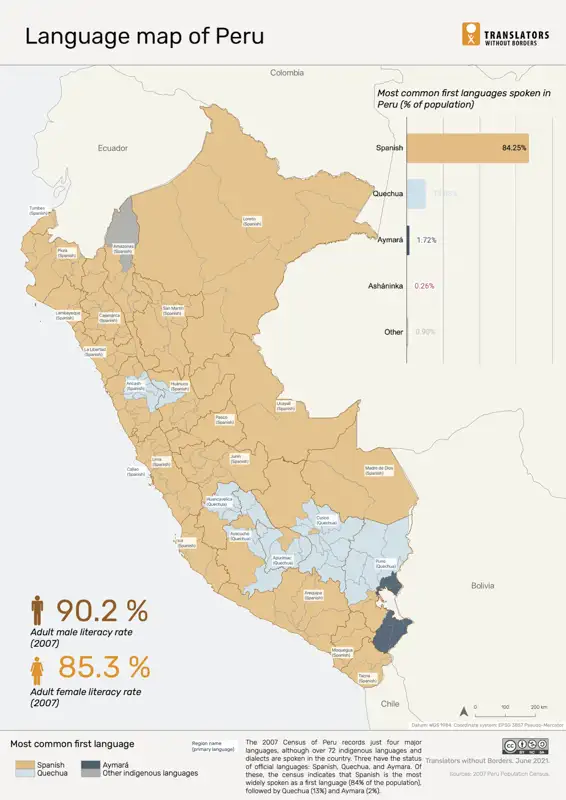 Language map of Peru
TRANSLATORS
WITHOUT BORDERS
Colombia
Most common first languages spoken in
Peru (% of population)
Ecuador
Spanish
84.25%
Quechua
Aymará
1.72%
Asháninka
0.26%
Other
0.90%
Tumbes
(Spanish)
Piura
(Spanish)
Amazonas
(Spanish)
Loreto
(Spanish)
Lambayeque
(Spanish)
Cajamarca
(Spanish)
San Martín
(Spanish)
La Libertad
(Spanish)
Ancash
(Spanish)
Huánuco
(Spanish)
Ucayali
(Spanish)
Pasco
(Spanish)
Lima
(Spanish)
Junín
(Spanish)
Callao
(Spanish)
Madre de Dios
(Spanish)
Huancavelica
(Quechua)
Cusco
(Quechua)
Ayacucho
(Quechua)
Ica
(Spanish)
Apurímac
(Quechua)
Puno
(Quechua)
Arequipa
(Spanish)
Moquegua
(Spanish)
Tacna
(Spanish)
Bolivia
Chile
90.2 %
Adult male literacy rate
(2007)
85.3 %
Adult female literacy rate
(2007)
0 100 200 km
Datum: WGS 1984. Coordinate system: EPSG 3857 Pseudo-Mercator
Most common first language
Spanish
Quechua
Aymará
Other indigenous languages
Region name
(primary language)
The 2007 Census of Peru records just four major
languages, although over 72 indigenous languages and
dialects are spoken in the country. Three have the status
of official languages: Spanish, Quechua, and Aymara. Of
these, the census indicates that Spanish is the most
widely spoken as a first language (84% of the population),
followed by Quechua (13%) and Aymara (2%).
CC BY NC SA
Translators without Borders. June 2021.
Sources: 2007 Peru Population Census.